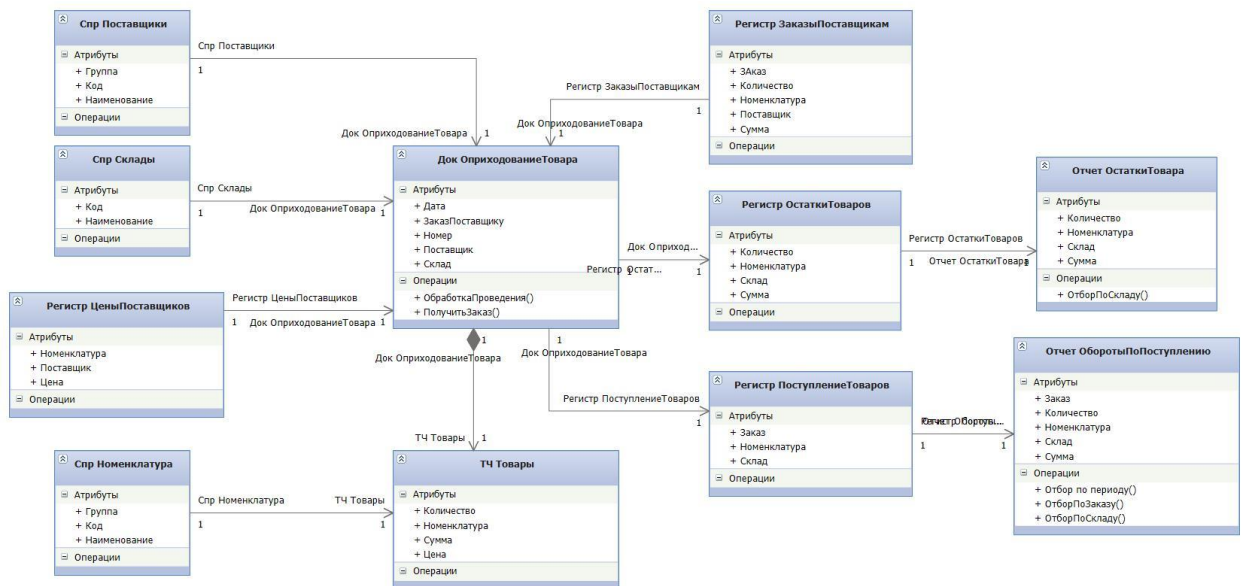 Спр Поставщики
Атрибуты
+ Группа
+ Код
+ Наименование
Операции
Спр Поставщики
1
Док ОприходованиеТовара
1
Регистр ЗаказыПоставщикам
Атрибуты
+ ЗАказ
+ Количество
+ Номенклатура
+ Поставщик
+ Сумма
Операции
Регистр ЗаказыПоставщикам
1
Док ОприходованиеТовара
1
Спр Склады
Атрибуты
+ Код
+ Наименование
Операции
Спр Склады
1
Док ОприходованиеТовара
1
Док ОприходованиеТовара
Атрибуты
+ Дата
+ ЗаказПоставщику
+ Номер
+ Поставщик
+ Склад
Операции
+ ОбработкаПроведения()
+ ПолучитьЗаказ()
Док Оприход...
Регистр Остат...
1
1
Регистр ОстаткиТоваров
Атрибуты
+ Количество
+ Номенклатура
+ Склад
+ Сумма
Операции
Регистр ОстаткиТоваров
1
Отчет ОстаткиТовара
1
Отчет ОстаткиТовара
Атрибуты
+ Количество
+ Номенклатура
+ Склад
+ Сумма
Операции
+ ОтборПоСкладу()
Регистр ЦеныПоставщиков
Атрибуты
+ Номенклатура
+ Поставщик
+ Цена
Операции
Регистр ЦеныПоставщиков
1
Док ОприходованиеТовара
1
1
Док ОприходованиеТовара
1
Док ОприходованиеТовара
Регистр ПоступлениеТоваров
1
Регистр ПоступлениеТоваров
Атрибуты
+ Заказ
+ Номенклатура
+ Склад
Операции
1
1
Отчет ОборотыПоПоступлению
Атрибуты
+ Заказ
+ Количество
+ Номенклатура
+ Склад
+ Сумма
Операции
+ Отбор по периоду()
+ ОтборПоЗаказу()
+ ОтборПоСкладу()
ТЧ Товары
1
Спр Номенклатура
Атрибуты
+ Группа
+ Код
+ Наименование
Операции
Спр Номенклатура
1
ТЧ Товары
1
ТЧ Товары
Атрибуты
+ Количество
+ Номенклатура
+ Сумма
+ Цена
Операции